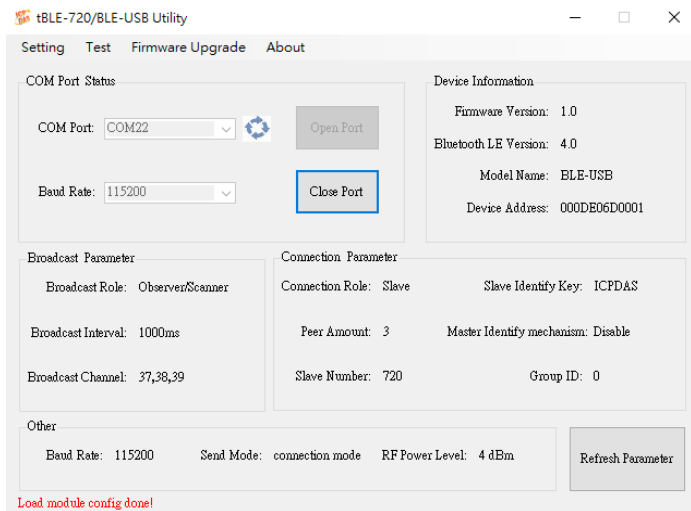 tBLE-720/BLE-USB Utility
Setting Test Firmware Upgrade About
COM Port Status
COM Port: COM22 Open Port
Baud Rate: 115200 Close Port
Device Information
Firmware Version: 1.0
Bluetooth LE Version: 4.0
Model Name: BLE-USB
Device Address: 000DE06D0001
Broadcast Parameter
Broadcast Role: Observer/Scanner
Broadcast Interval: 1000ms
Broadcast Channel: 37,38,39
Connection Parameter
Connection Role: Slave Slave Identify Key: ICPDAS
Peer Amount: 3 Master Identify mechanism: Disable
Slave Number: 720 Group ID: 0
Other
Baud Rate: 115200 Send Mode: connection mode RF Power Level: 4 dBm
Refresh Parameter
Load module config done!